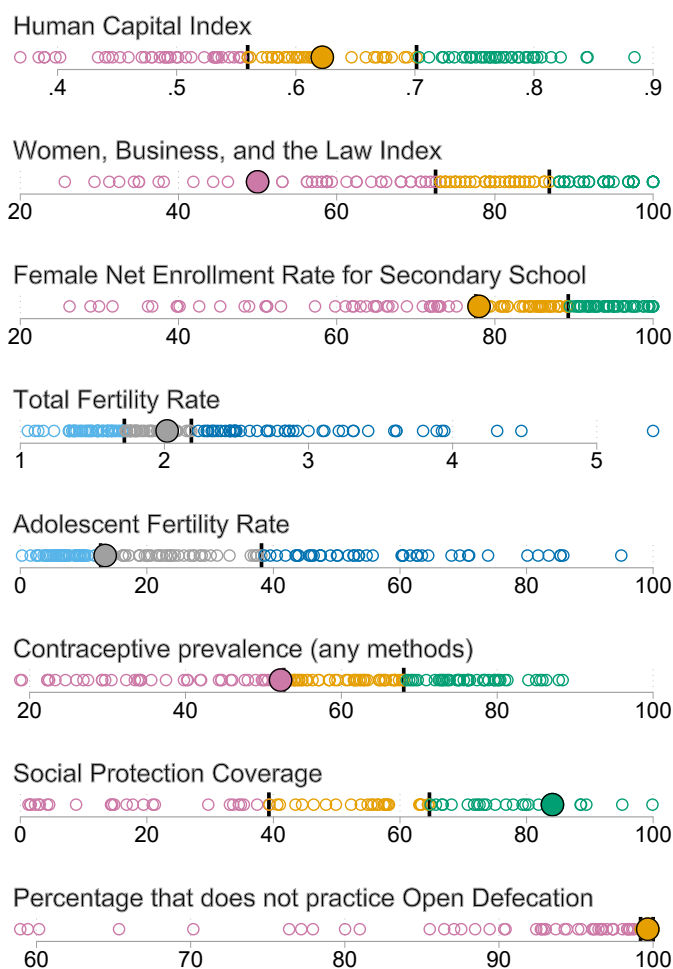 Human Capital Index
.4 .5 .6 .7 .8 .9
Women, Business, and the Law Index
20 40 60 80 100
Female Net Enrollment Rate for Secondary School
20 40 60 80 100
Total Fertility Rate
1 2 3 4 5
Adolescent Fertility Rate
0 20 40 60 80 100
Contraceptive prevalence (any methods)
20 40 60 80 100
Social Protection Coverage
0 20 40 60 80 100
Percentage that does not practice Open Defecation
60 70 80 90 100